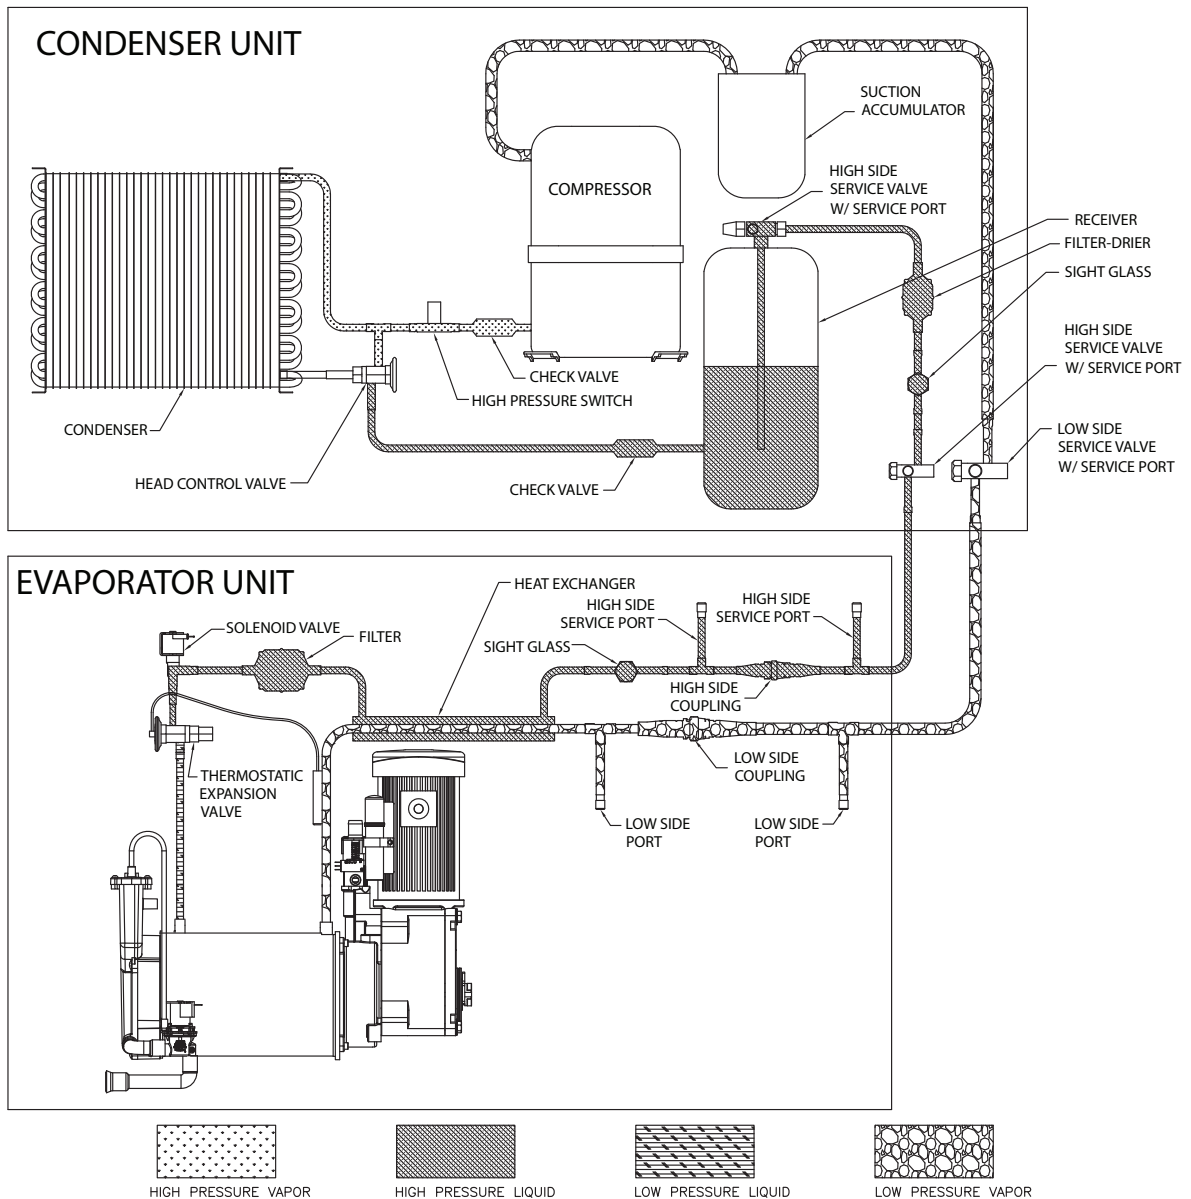 CONDENSER UNIT
SUCTION
ACCUMULATOR
COMPRESSOR
HIGH SIDE
SERVICE VALVE
W/ SERVICE PORT
RECEIVER
FILTER-DRIER
SIGHT GLASS
HIGH SIDE
SERVICE VALVE
W/ SERVICE PORT
CHECK VALVE
HIGH PRESSURE SWITCH
CONDENSER
LOW SIDE
SERVICE VALVE
W/ SERVICE PORT
HEAD CONTROL VALVE
CHECK VALVE
EVAPORATOR UNIT
HEAT EXCHANGER
HIGH SIDE
SERVICE PORT
HIGH SIDE
SERVICE PORT
SOLENOID VALVE
FILTER
SIGHT GLASS
HIGH SIDE
COUPLING
LOW SIDE
COUPLING
THERMOSTATIC
EXPANSION
VALVE
LOW SIDE
PORT
LOW SIDE
PORT
HIGH PRESSURE VAPOR
HIGH PRESSURE LIQUID
LOW PRESSURE LIQUID
LOW PRESSURE VAPOR